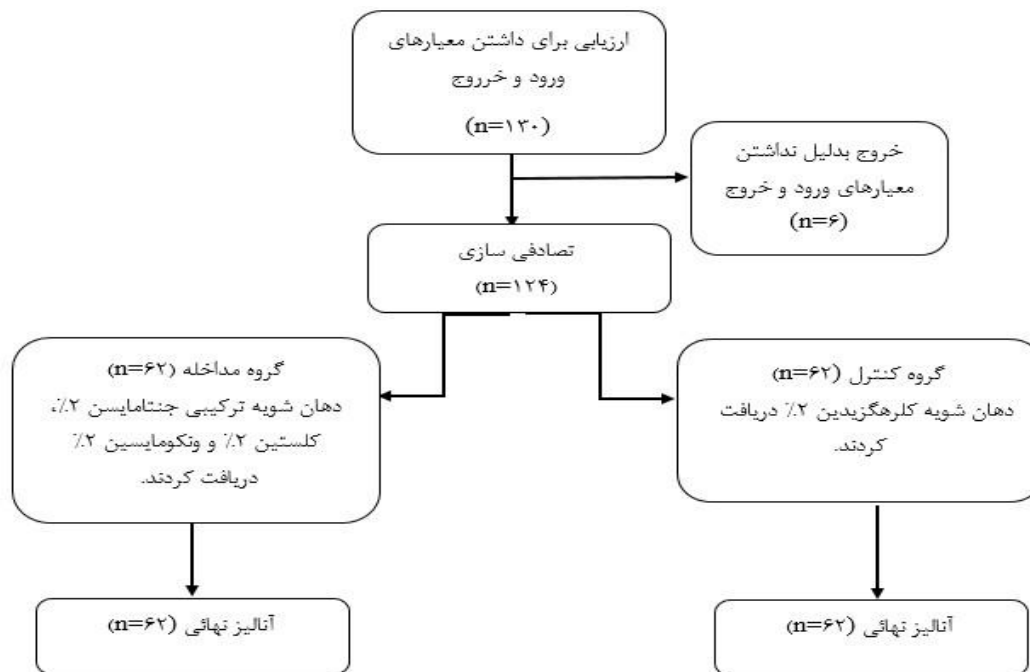 ارزیابی برای داشتن معیارهای
ورود و خرروج
(n=۱۳۰)
خروج بدلیل نداشتن
معیارهای ورود و خروج
(n=۶)
تصادفی سازی
(n=۱۲۴)
گروه کنترل (n=۶۲)
دهان شویه کلرهگزیدین ۲٪ دریافت
کردند.
گروه مداخله (n=۶۲)
دهان شویه ترکیبی جنتامایسن ۲٪،
کلستین ۲٪ و ونکومایسین ۲٪
دریافت کردند.
آنالیز نهائی (n=۶۲)
آنالیز نهائی (n=۶۲)